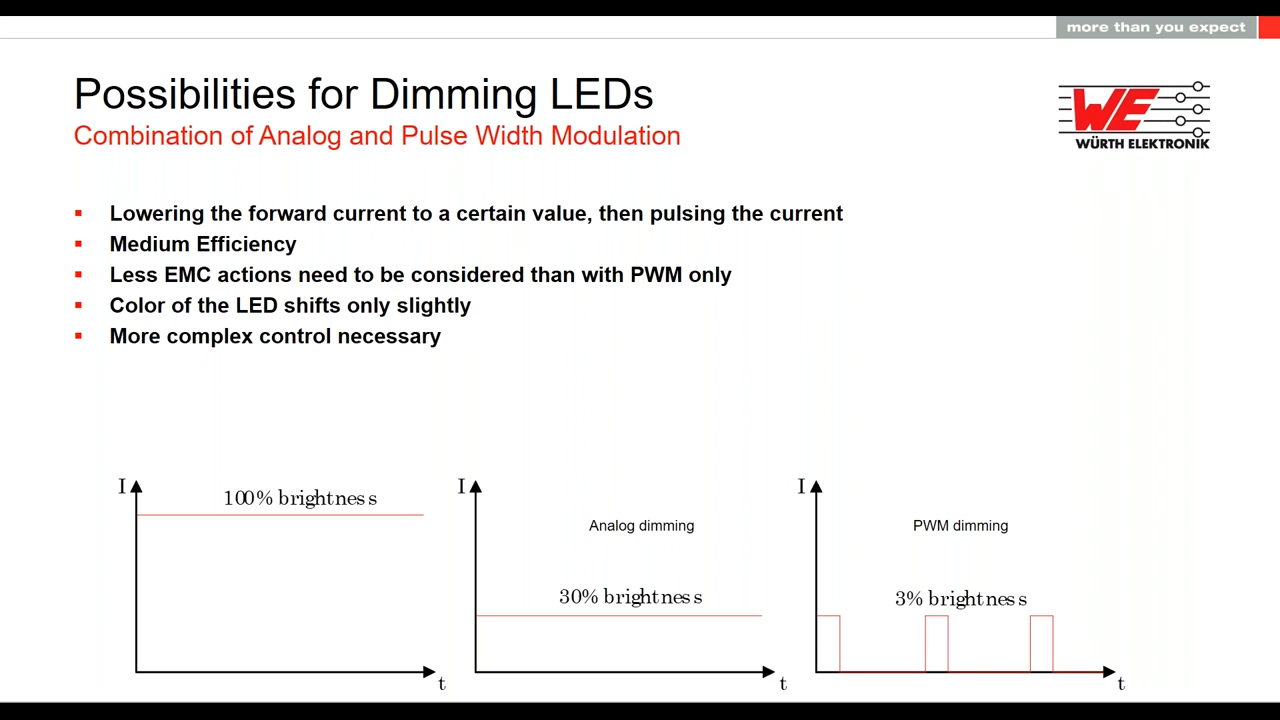 more than you expect
Possibilities for Dimming LEDs
Combination of Analog and Pulse Width Modulation
WE
WÜRTH ELEKTRONIK
Lowering the forward current to a certain value, then pulsing the current
Medium Efficiency
Less EMC actions need to be considered than with PWM only
Color of the LED shifts only slightly
More complex control necessary
I
100% brightness
t
I
Analog dimming
30% brightness
t
I
PWM dimming
3% brightness
t